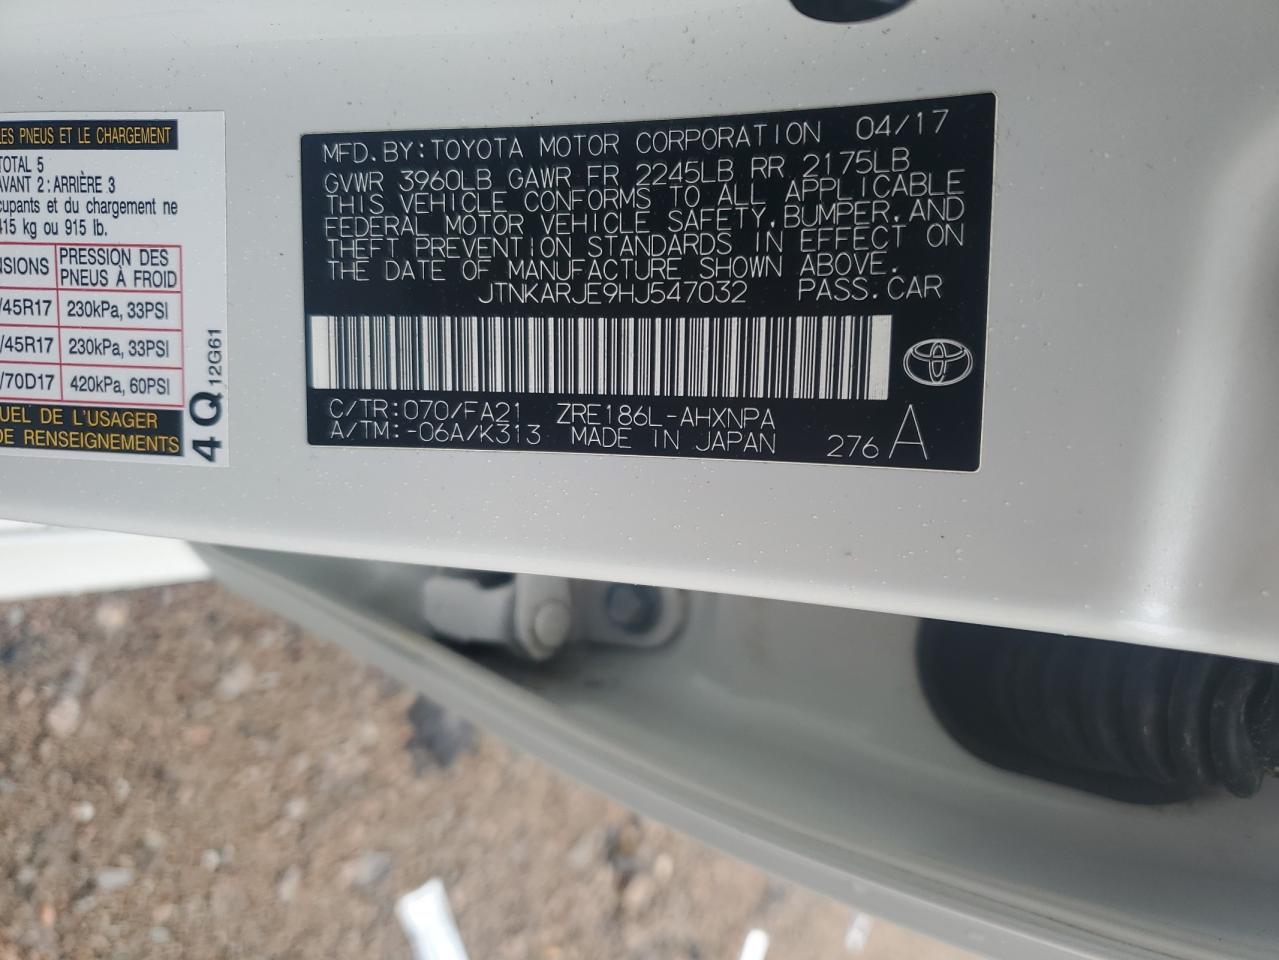 LES PNEUS ET LE CHARGEMENT
TOTAL 5
AVANT 2 : ARRIÈRE 3
cupants et du chargement ne
415 kg ou 915 lb.
NSIONS PRESSION DES
PNEUS À FROID
/45R17 230kPa, 33PSI
/45R17 230kPa, 33PSI
/70D17 420kPa, 60PSI
UEL DE L'USAGER
DE RENSEIGNEMENTS
4Q 12G61
MFD.BY:TOYOTA MOTOR CORPORATION 04/17
GVWR 3960LB GAWR FR 2245LB RR 2175LB
THIS VEHICLE CONFORMS TO ALL APPLICABLE
FEDERAL MOTOR VEHICLE SAFETY,BUMPER,AND
THEFT PREVENTION STANDARDS IN EFFECT ON
THE DATE OF MANUFACTURE SHOWN ABOVE.
JTNKARJE9HJ547032 PASS.CAR
C/TR:070/FA21 ZRE186L-AHXNPA
A/TM:-06A/K313 MADE IN JAPAN 276 A